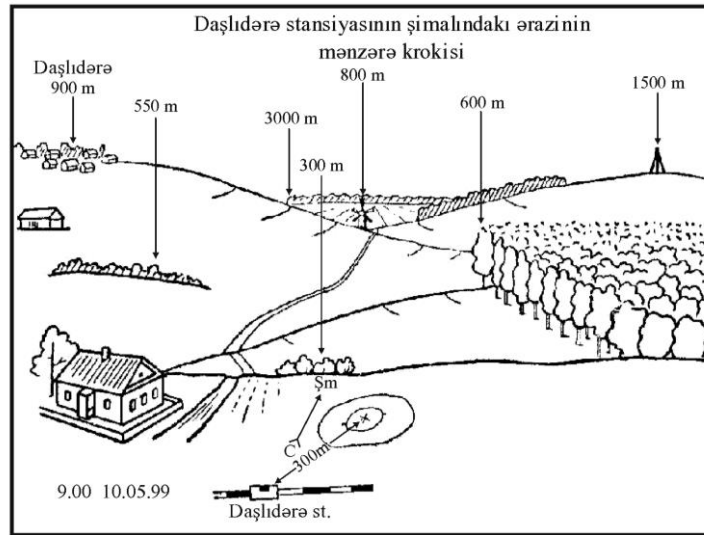 Daşlıdərə stansiyasının şimalındakı ərazinin
mənzərə krokisi
Daşlıdərə
900 m
550 m
3000 m
800 m
300 m
600 m
1500 m
Şm
C
300m
9.00 10.05.99
Daşlıdərə st.